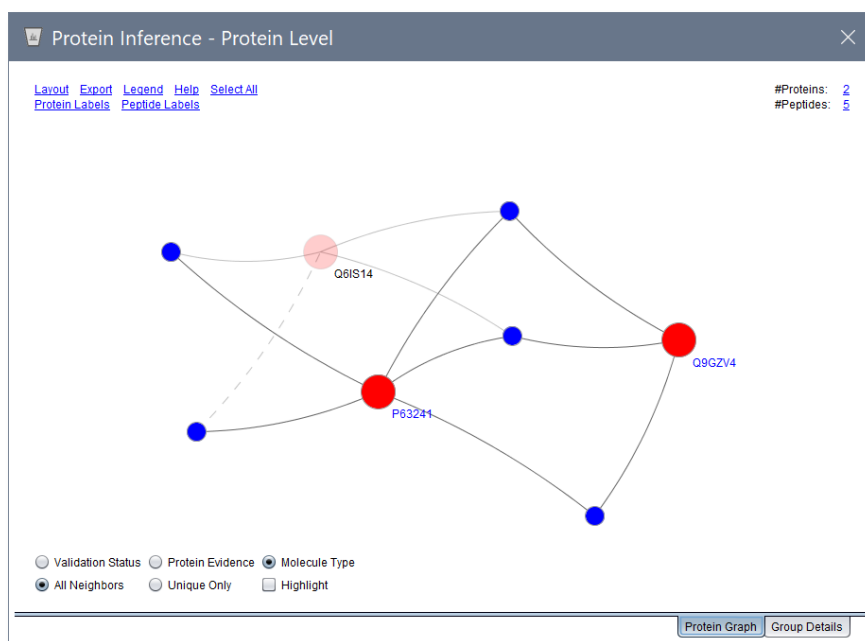 Protein Inference - Protein Level
Layout Export Legend Help Select All
Protein Labels Peptide Labels
#Proteins: 2
#Peptides: 5
Q6IS14
Q9GZV4
P63241
Validation Status Protein Evidence Molecule Type
All Neighbors Unique Only Highlight
Protein Graph Group Details